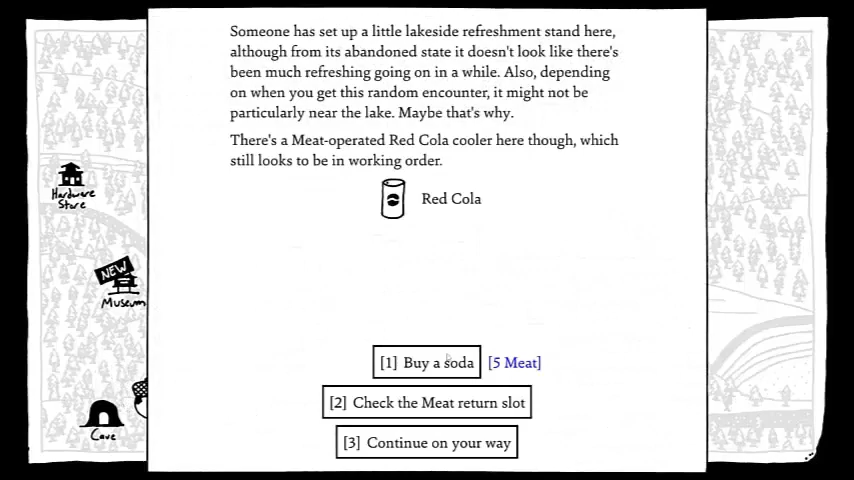 Someone has set up a little lakeside refreshment stand here,
although from its abandoned state it doesn't look like there's
been much refreshing going on in a while. Also, depending
on when you get this random encounter, it might not be
particularly near the lake. Maybe that's why.
There's a Meat-operated Red Cola cooler here though, which
still looks to be in working order.
Red Cola
Hardware
Store
NEW
Museum
[1] Buy a soda [5 Meat]
[2] Check the Meat return slot
[3] Continue on your way
Cave